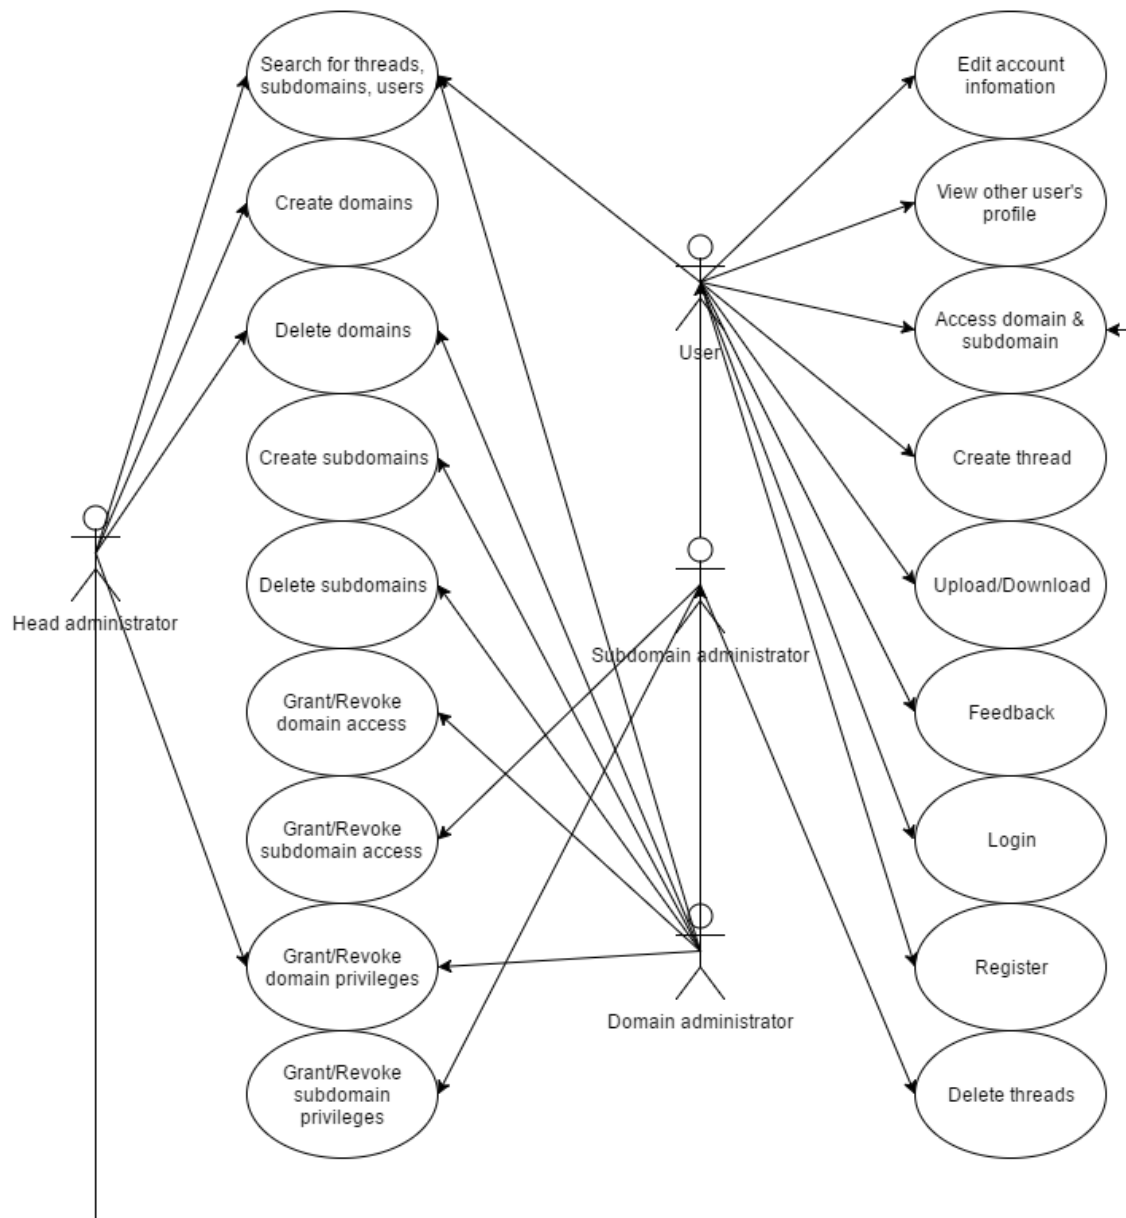 Search for threads,
subdomains, users
Create domains
Delete domains
Create subdomains
Delete subdomains
Grant/Revoke
domain access
Grant/Revoke
subdomain access
Grant/Revoke
domain privileges
Grant/Revoke
subdomain
privileges
Head administrator
User
Subdomain administrator
Domain administrator
Edit account
infomation
View other user's
profile
Access domain &
subdomain
Create thread
Upload/Download
Feedback
Login
Register
Delete threads